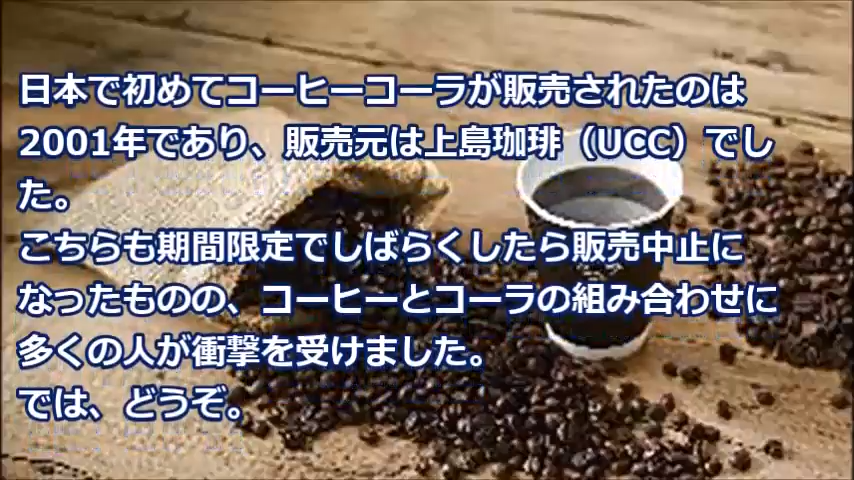 日本で初めてコーヒーコーラが販売されたのは
2001年であり、販売元は上島珈琲（UCC）でし
た。
こちらも期間限定でしばらくしたら販売中止に
なったものの、コーヒーとコーラの組み合わせに
多くの人が衝撃を受けました。
では、どうぞ。